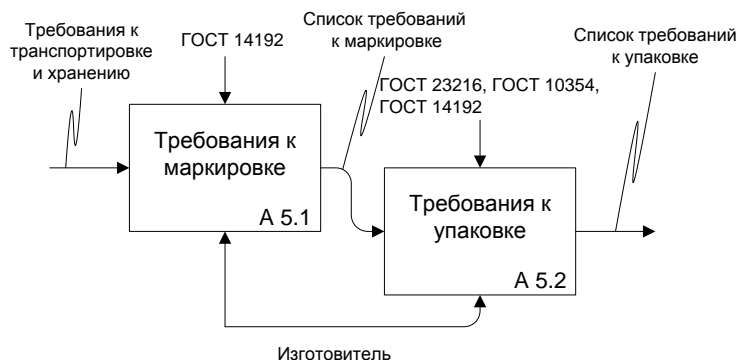 Требования к
транспортировке
и хранению
ГОСТ 14192
Список требований
к маркировке
Список требований
к упаковке
ГОСТ 23216, ГОСТ 10354,
ГОСТ 14192
Требования к
маркировке
А 5.1
Требования к
упаковке
А 5.2
Изготовитель